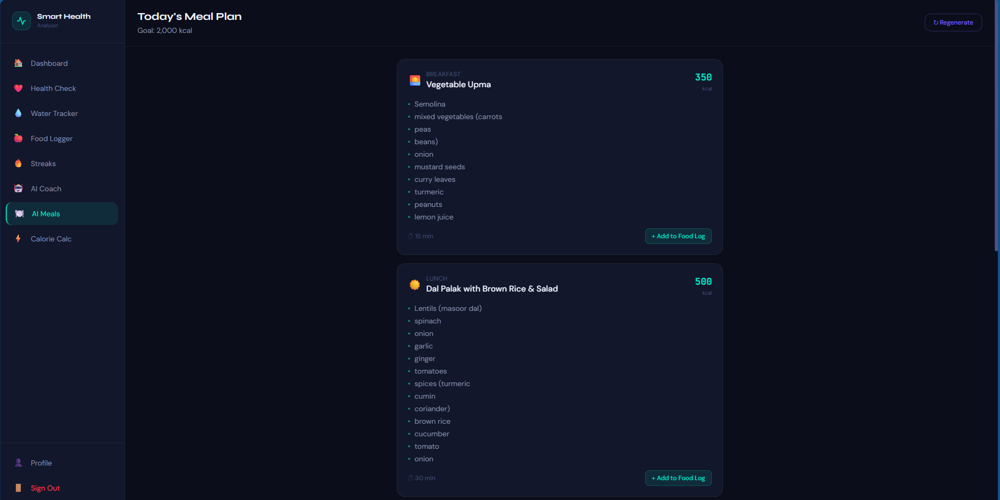 Smart Health
Analyzer
Dashboard
Health Check
Water Tracker
Food Logger
Streaks
AI Coach
AI Meals
Calorie Calc
Profile
Sign Out
Today's Meal Plan
Goal: 2,000 kcal
↻ Regenerate
BREAKFAST
Vegetable Upma
350
kcal
• Semolina
• mixed vegetables (carrots
• peas
• beans)
• onion
• mustard seeds
• curry leaves
• turmeric
• peanuts
• lemon juice
⏱ 15 min
+ Add to Food Log
LUNCH
Dal Palak with Brown Rice & Salad
500
kcal
• Lentils (masoor dal)
• spinach
• onion
• garlic
• ginger
• tomatoes
• spices (turmeric
• cumin
• coriander)
• brown rice
• cucumber
• tomato
• onion
⏱ 30 min
+ Add to Food Log